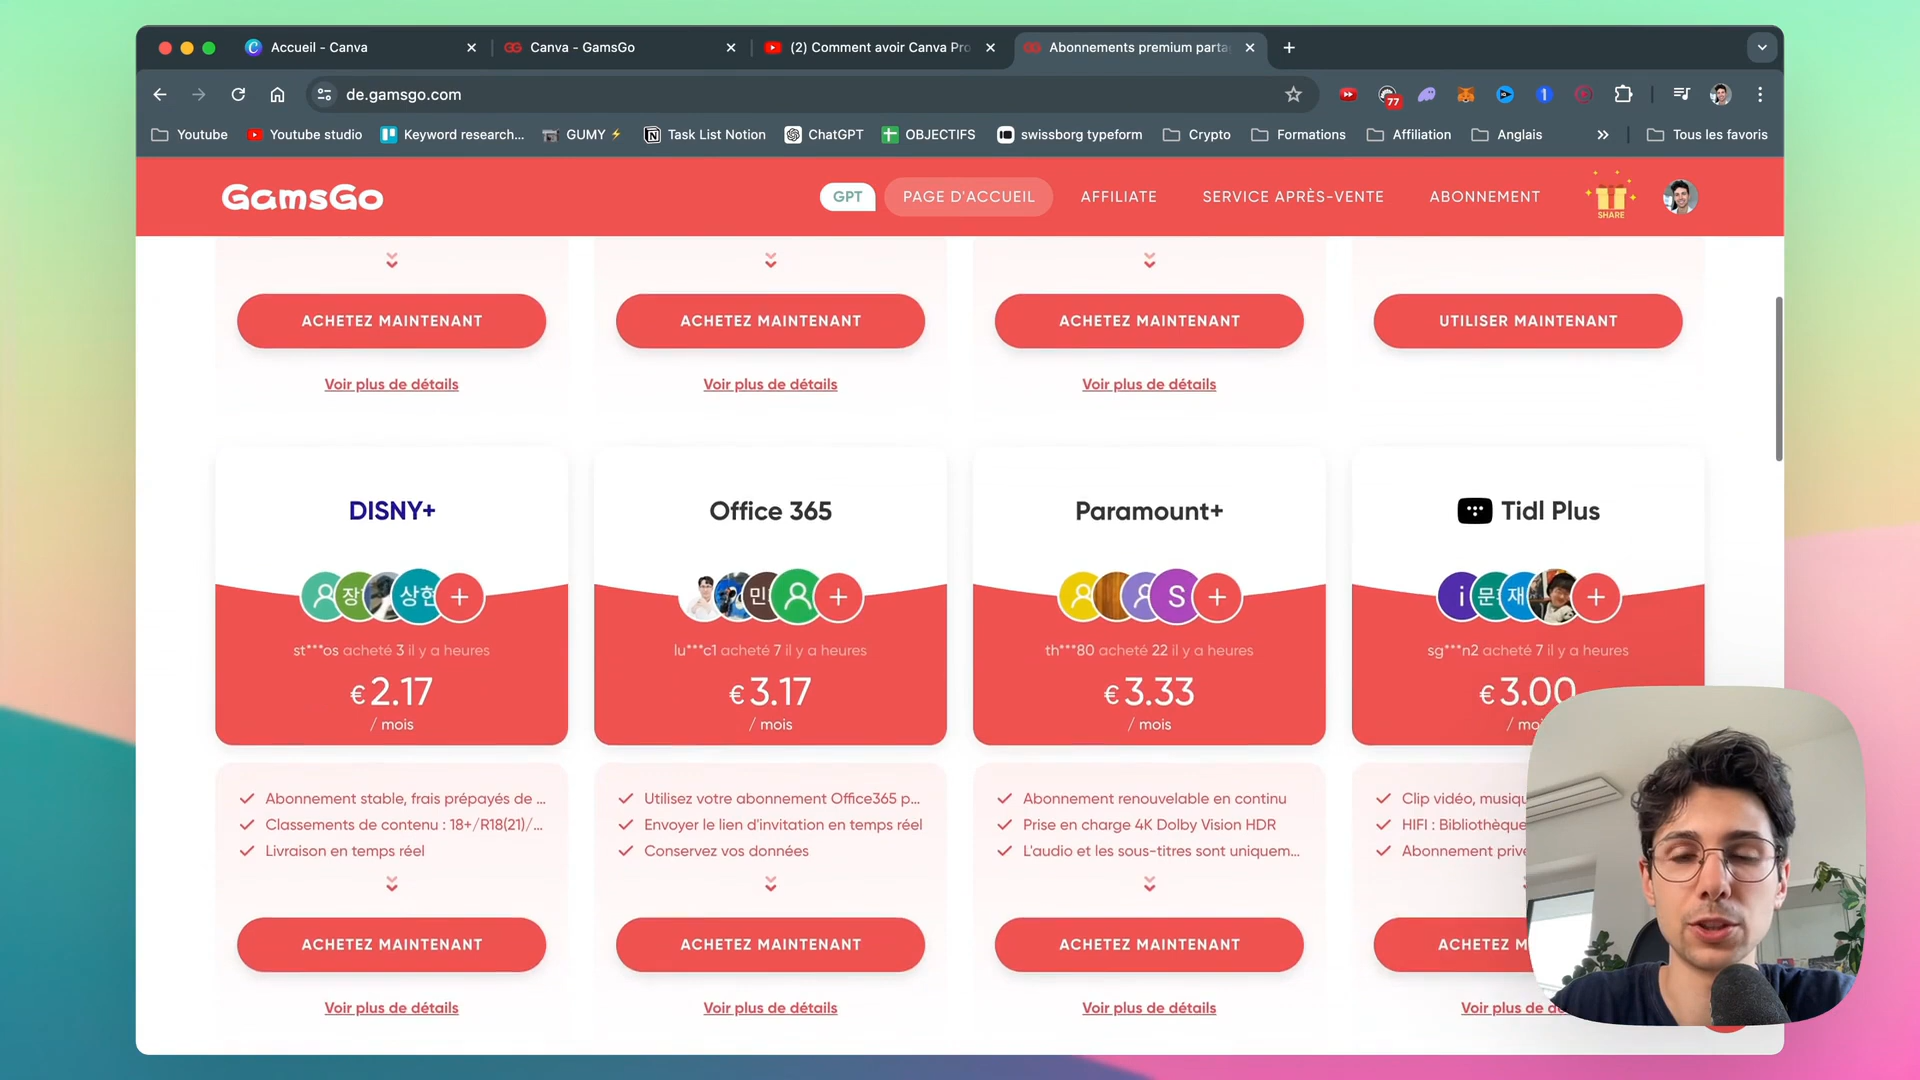 Accueil - Canva
Canva - GamsGo
(2) Comment avoir Canva Pro
Abonnements premium parta
de.gamsgo.com
77
1
Youtube
Youtube studio
Keyword research...
GUMY⚡
Task List Notion
ChatGPT
OBJECTIFS
swissborg typeform
Crypto
Formations
Affiliation
Anglais
Tous les favoris
GamsGo
GPT
PAGE D'ACCUEIL
AFFILIATE
SERVICE APRÈS-VENTE
ABONNEMENT
SHARE
ACHETEZ MAINTENANT
ACHETEZ MAINTENANT
ACHETEZ MAINTENANT
UTILISER MAINTENANT
Voir plus de détails
Voir plus de détails
Voir plus de détails
DISNY+
Office 365
Paramount+
Tidl Plus
상현
S
i
st***os acheté 3 il y a heures
lu***c1 acheté 7 il y a heures
th***80 acheté 22 il y a heures
sg***n2 acheté 7 il y a heures
€ 2.17
€ 3.17
€ 3.33
€ 3.00
/ mois
/ mois
/ mois
/ moi
Abonnement stable, frais prépayés de ...
Utilisez votre abonnement Office365 p...
Abonnement renouvelable en continu
Clip vidéo, musiqu
Classements de contenu : 18+/R18(21)/...
Envoyer le lien d'invitation en temps réel
Prise en charge 4K Dolby Vision HDR
HIFI : Bibliothèque
Livraison en temps réel
Conservez vos données
L'audio et les sous-titres sont uniquem...
Abonnement privé
ACHETEZ MAINTENANT
ACHETEZ MAINTENANT
ACHETEZ MAINTENANT
ACHETEZ M
Voir plus de détails
Voir plus de détails
Voir plus de détails
Voir plus de dé